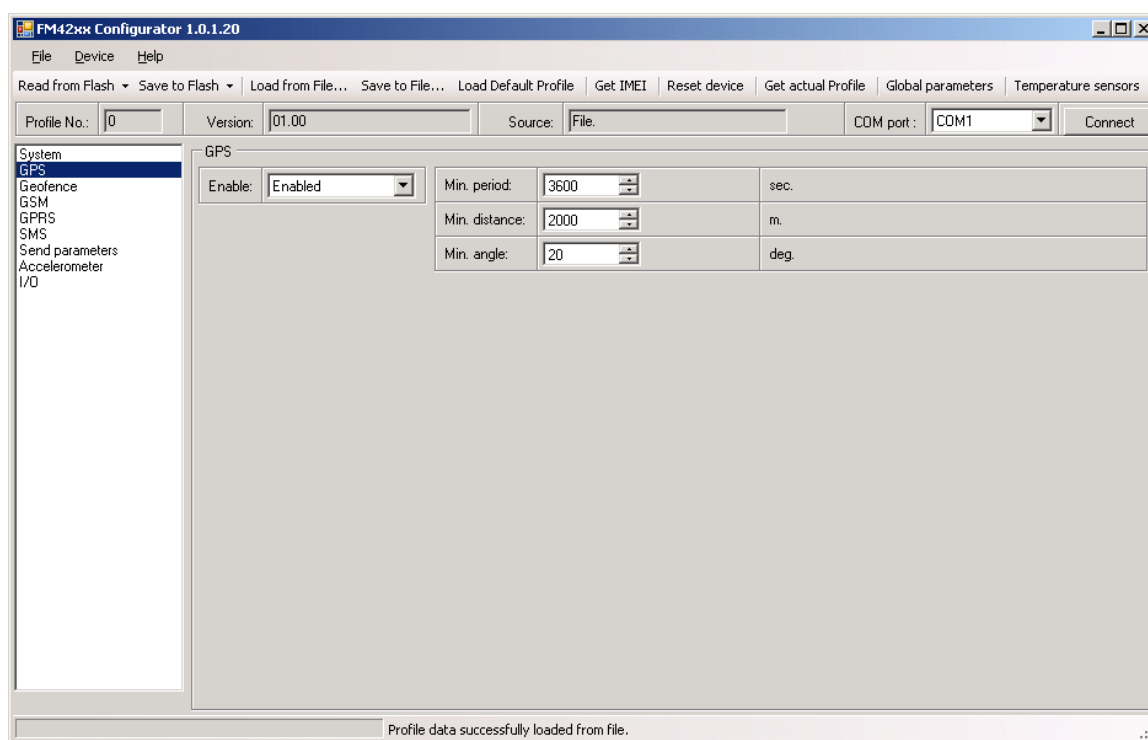 FM42xx Configurator 1.0.1.20
File Device Help
Read from Flash Save to Flash Load from File... Save to File... Load Default Profile Get IMEI Reset device Get actual Profile Global parameters Temperature sensors
Profile No.: 0 Version: 01.00 Source: File. COM port : COM1 Connect
System
GPS
Geofence
GSM
GPRS
SMS
Send parameters
Accelerometer
I/O
GPS
Enable: Enabled
Min. period: 3600 sec.
Min. distance: 2000 m.
Min. angle: 20 deg.
Profile data successfully loaded from file.